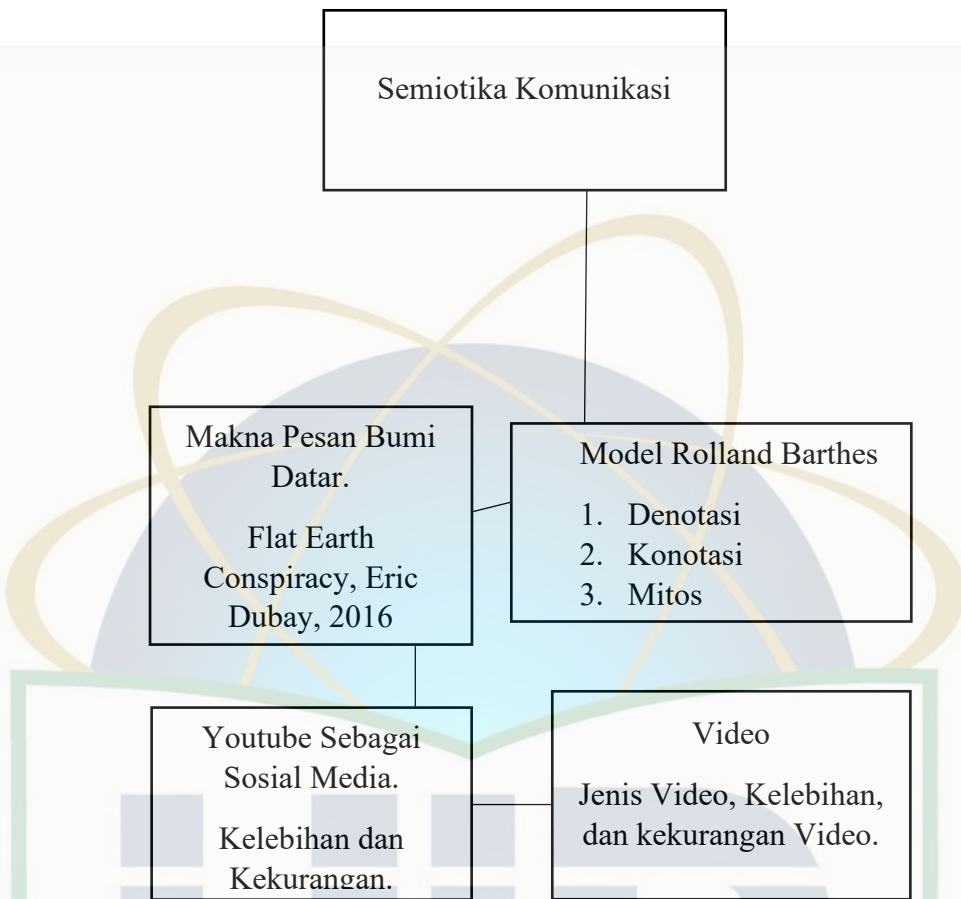 Semiotika Komunikasi
Makna Pesan Bumi
Datar.
Flat Earth
Conspiracy, Eric
Dubay, 2016
Model Rolland Barthes
1. Denotasi
2. Konotasi
3. Mitos
Youtube Sebagai
Sosial Media.
Kelebihan dan
Kekurangan.
Video
Jenis Video, Kelebihan,
dan kekurangan Video.